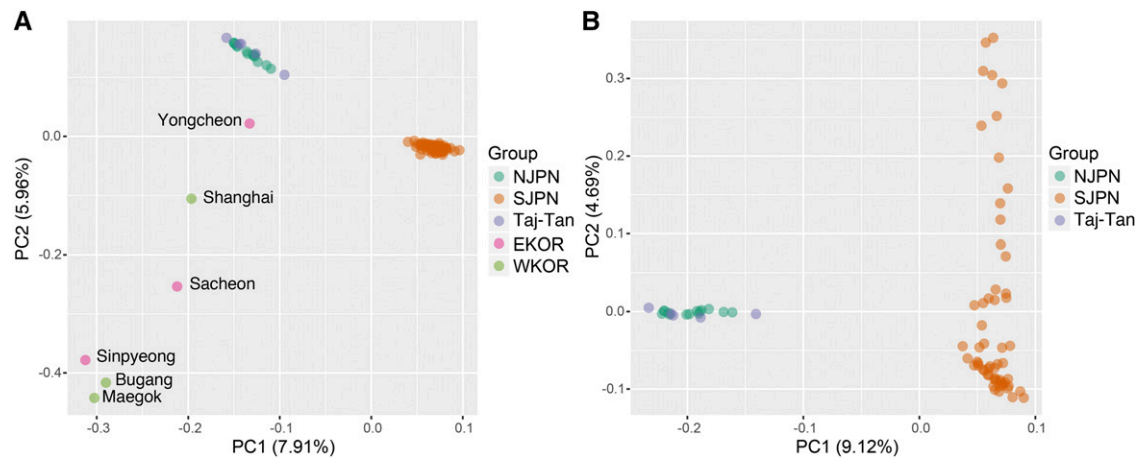 A
0.0
-0.2
-0.4
PC2 (5.96%)
Yongcheon
Shanghai
Sacheon
Sinpyeong
Bugang
Maegok
-0.3
-0.2
-0.1
0.0
0.1
PC1 (7.91%)
Group
NJPN
SJPN
Taj-Tan
EKOR
WKOR
B
0.3
0.2
0.1
0.0
-0.1
PC2 (4.69%)
-0.2
-0.1
0.0
0.1
PC1 (9.12%)
Group
NJPN
SJPN
Taj-Tan